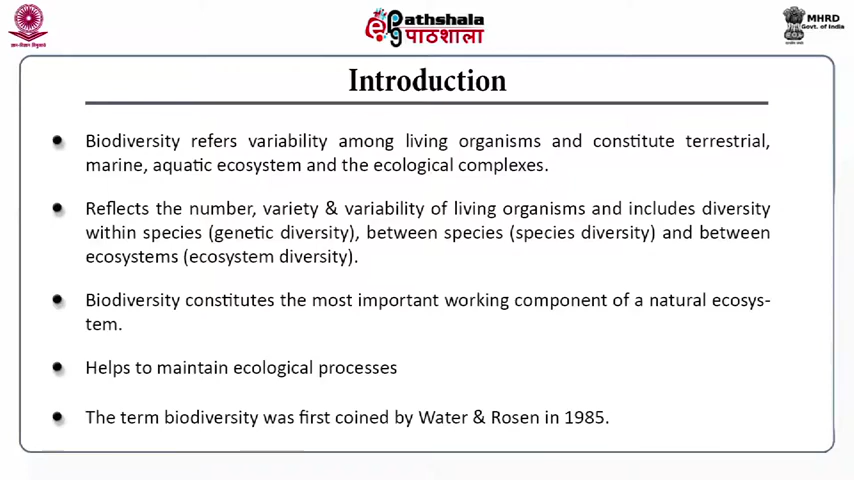 Pathshala
पाठशाला
MHRD
Govt. of India
Introduction
Biodiversity refers variability among living organisms and constitute terrestrial,
marine, aquatic ecosystem and the ecological complexes.
Reflects the number, variety & variability of living organisms and includes diversity
within species (genetic diversity), between species (species diversity) and between
ecosystems (ecosystem diversity).
Biodiversity constitutes the most important working component of a natural ecosys-
tem.
Helps to maintain ecological processes
The term biodiversity was first coined by Water & Rosen in 1985.